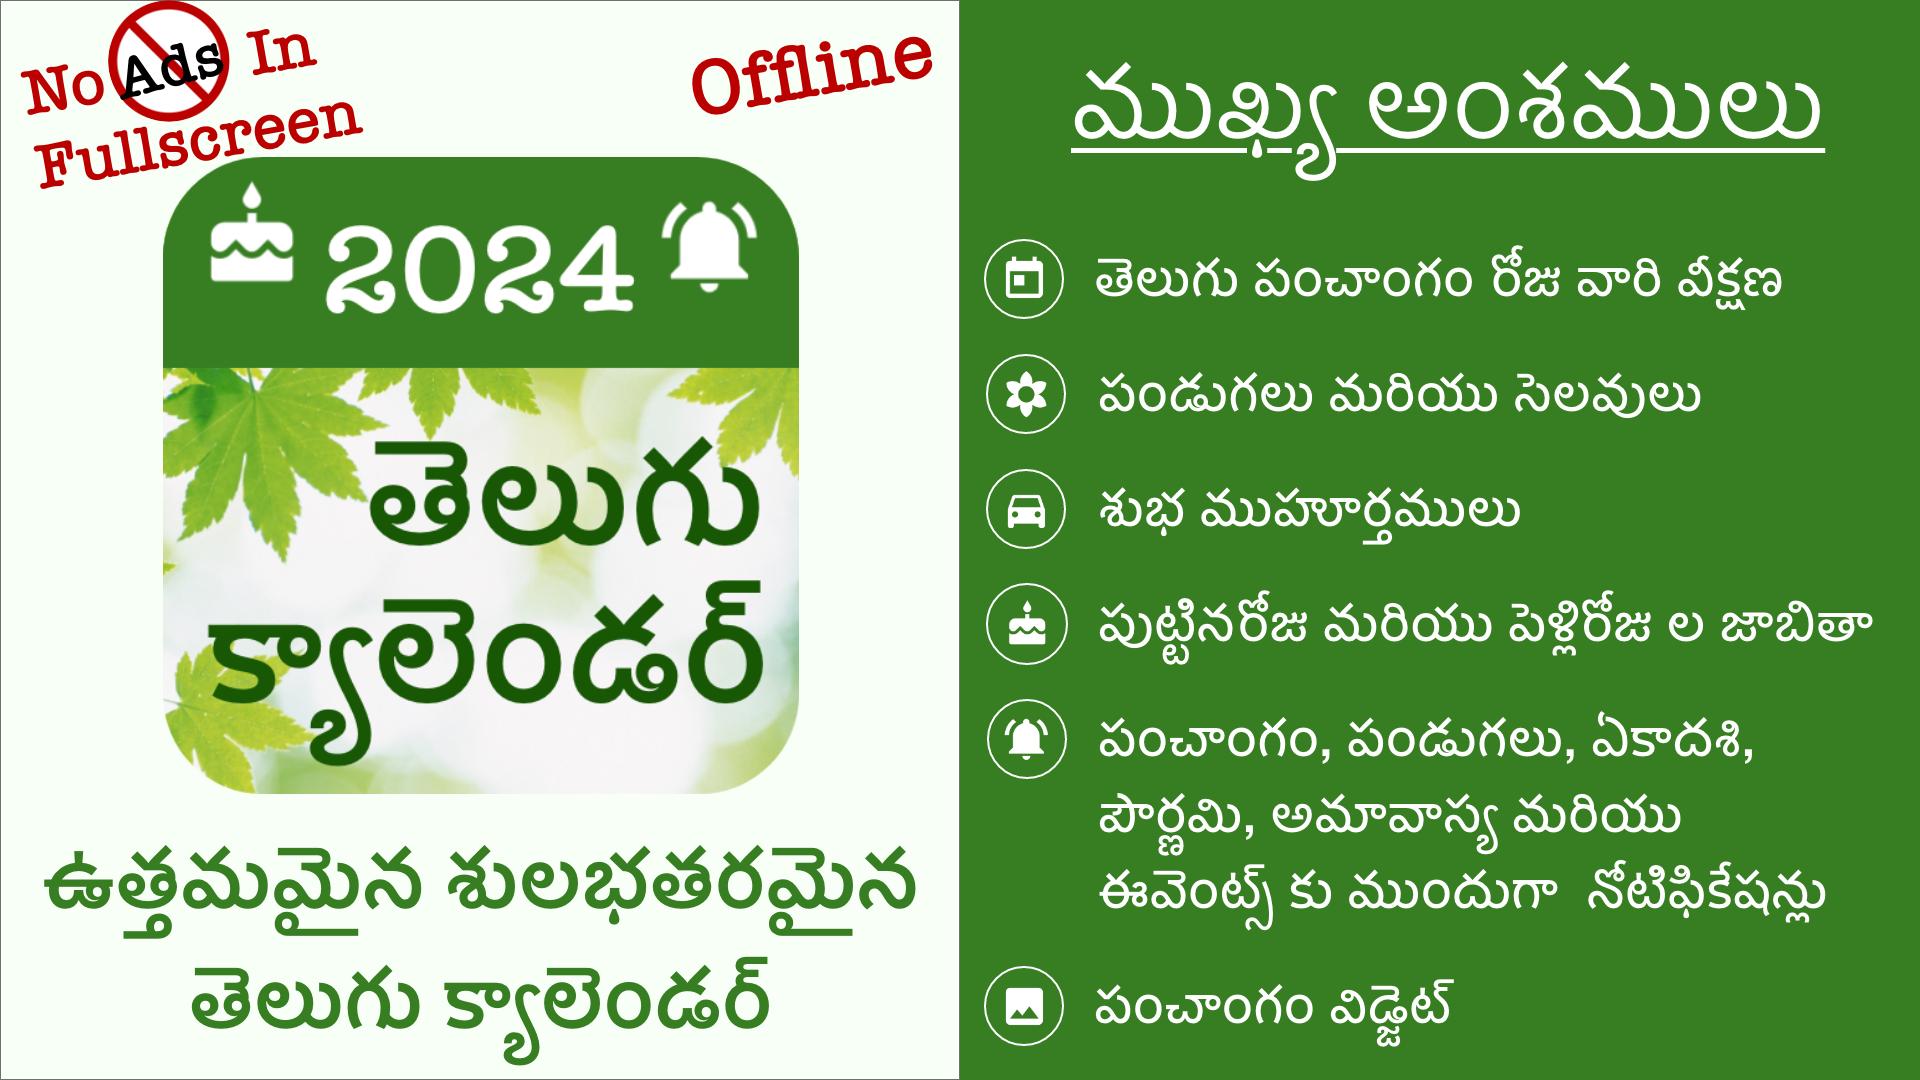 No Ads In
Fullscreen
Offline
2024
తెలుగు
క్యాలెండర్
ఉత్తమమైన శులభతరమైన
తెలుగు క్యాలెండర్
ముఖ్య అంశములు
తెలుగు పంచాంగం రోజు వారి వీక్షణ
పండుగలు మరియు సెలవులు
శుభ ముహూర్తములు
పుట్టినరోజు మరియు పెళ్లిరోజు ల జాబితా
పంచాంగం, పండుగలు, ఏకాదశి,
పౌర్ణమి, అమావాస్య మరియు
ఈవెంట్స్ కు ముందుగా నోటిఫికేషన్లు
పంచాంగం విడ్జెట్